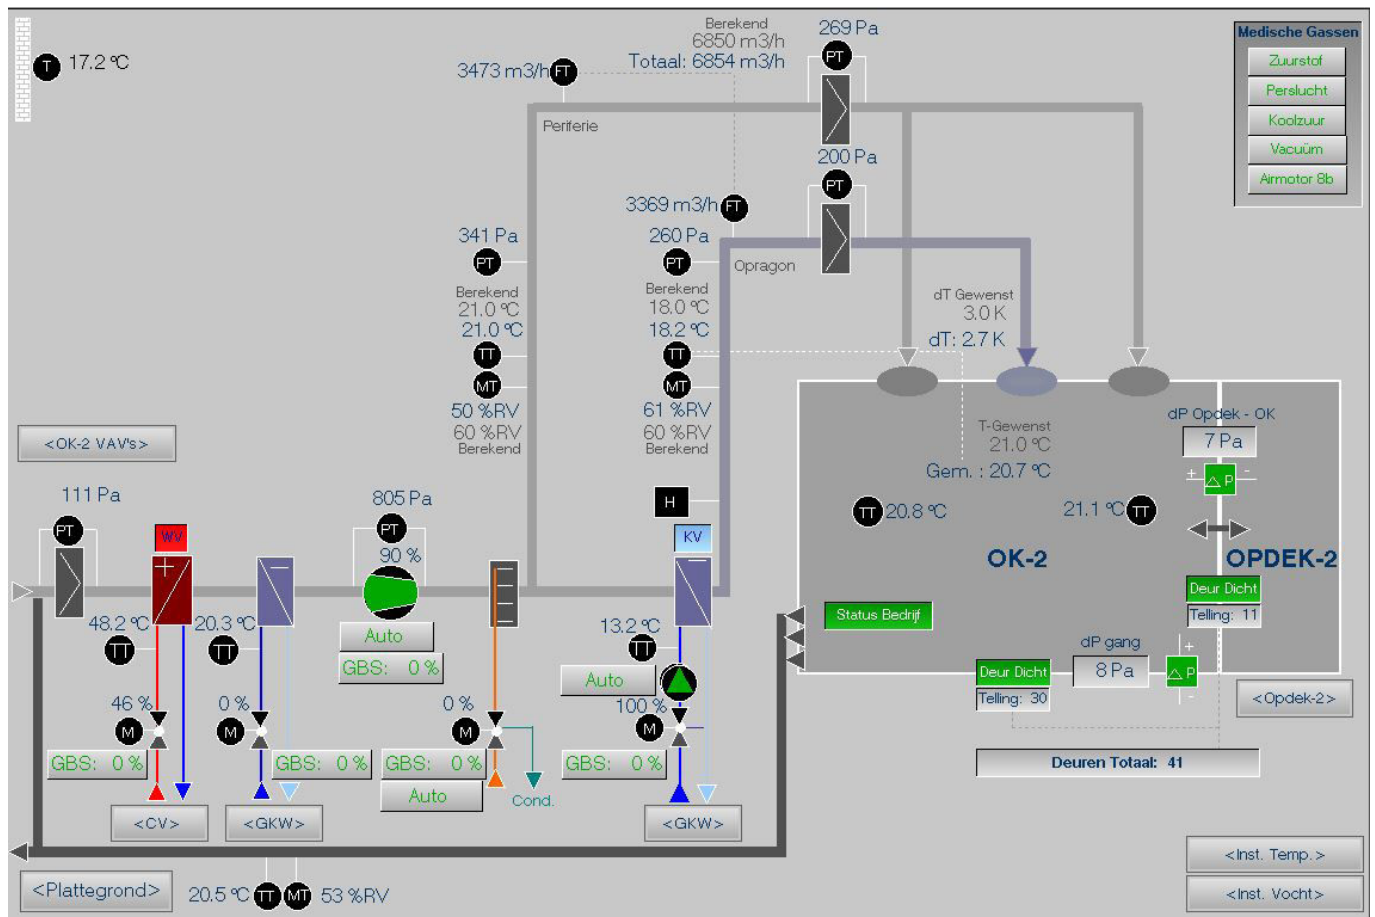 17.2 °C
T
Berekend
6850 m3/h
Totaal: 6854 m3/h
3473 m3/h
FT
269 Pa
PT
Periferie
200 Pa
PT
3369 m3/h
FT
341 Pa
PT
260 Pa
PT
Opragon
Berekend
21.0 °C
21.0 °C
TT
MT
50 %RV
60 %RV
Berekend
Berekend
18.0 °C
18.2 °C
TT
MT
61 %RV
60 %RV
Berekend
dT Gewenst
3.0 K
dT: 2.7 K
Medische Gassen
Zuurstof
Perslucht
Koolzuur
Vacuüm
Airmotor 8b
T-Gewenst
21.0 °C
Gem. : 20.7 °C
TT
20.8 °C
21.1 °C
TT
dP Opdek - OK
7 Pa
+
-
△ P
OK-2
OPDEK-2
Status Bedrijf
Deur Dicht
Telling: 11
dP gang
8 Pa
+
△ P
-
Deur Dicht
Telling: 30
<Opdek-2>
Deuren Totaal: 41
<OK-2 VAV's>
111 Pa
PT
WV
+
805 Pa
PT
90 %
H
KV
48.2 °C
TT
20.3 °C
TT
Auto
GBS: 0 %
13.2 °C
TT
Auto
46 %
M
0 %
M
0 %
M
100 %
M
GBS: 0 %
GBS: 0 %
GBS: 0 %
GBS: 0 %
Auto
Cond.
<CV>
<GKW>
<GKW>
<Plattegrond>
20.5 °C
TT
MT
53 %RV
<Inst. Temp.>
<Inst. Vocht>